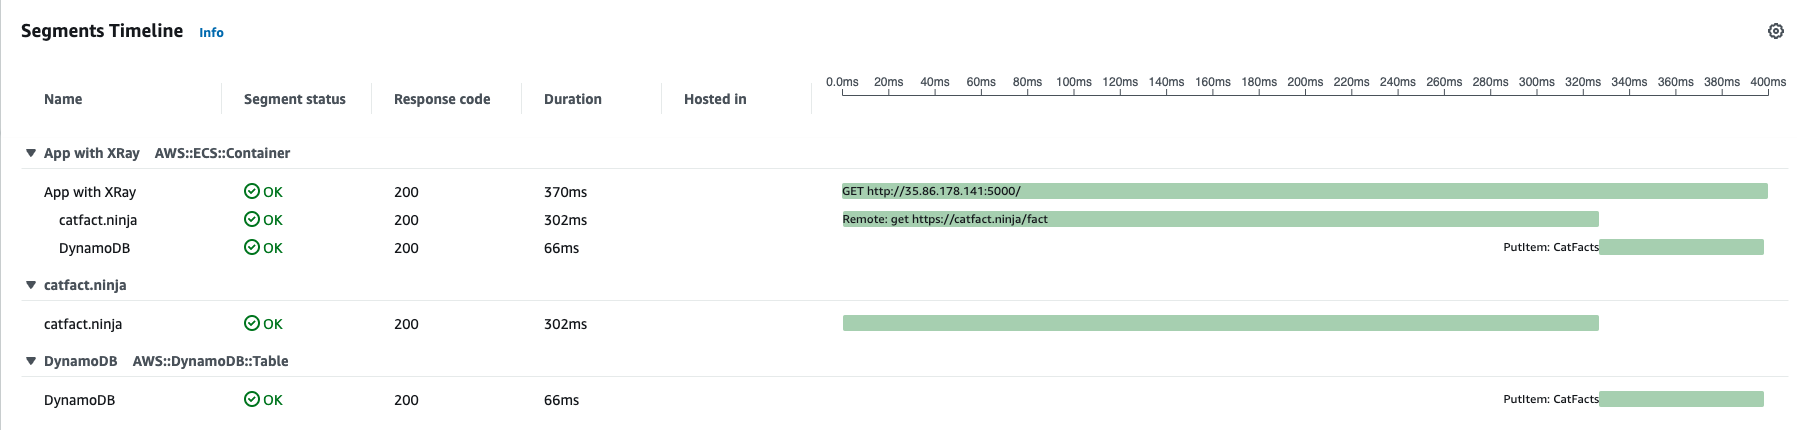 Segments Timeline Info
0.0ms 20ms 40ms 60ms 80ms 100ms 120ms 140ms 160ms 180ms 200ms 220ms 240ms 260ms 280ms 300ms 320ms 340ms 360ms 380ms 400ms
Name Segment status Response code Duration Hosted in
App with XRay AWS::ECS::Container
App with XRay OK 200 370ms GET http://35.86.178.141:5000/
catfact.ninja OK 200 302ms Remote: get https://catfact.ninja/fact
DynamoDB OK 200 66ms PutItem: CatFacts
catfact.ninja
catfact.ninja OK 200 302ms
DynamoDB AWS::DynamoDB::Table
DynamoDB OK 200 66ms PutItem: CatFacts